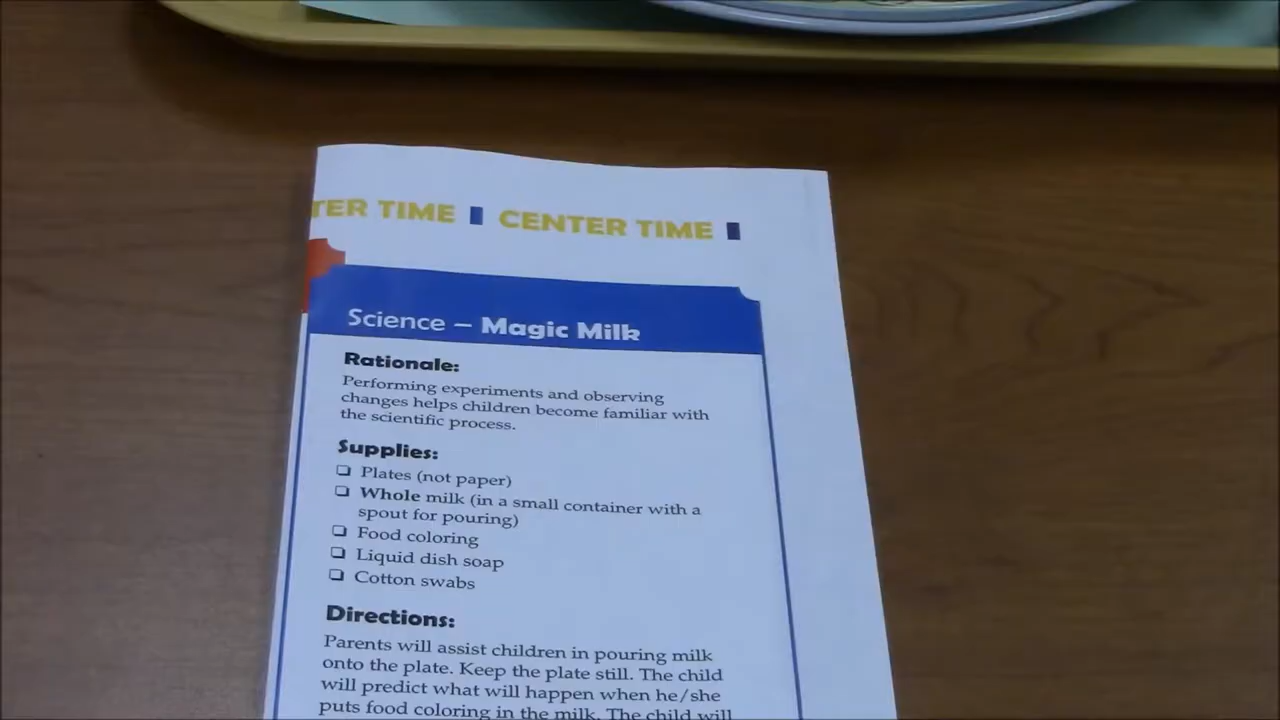 TER TIME CENTER TIME
Science – Magic Milk
Rationale:
Performing experiments and observing
changes helps children become familiar with
the scientific process.
Supplies:
❏ Plates (not paper)
❏ Whole milk (in a small container with a
spout for pouring)
❏ Food coloring
❏ Liquid dish soap
❏ Cotton swabs
Directions:
Parents will assist children in pouring milk
onto the plate. Keep the plate still. The child
will predict what will happen when he/she
puts food coloring in the milk. The child will